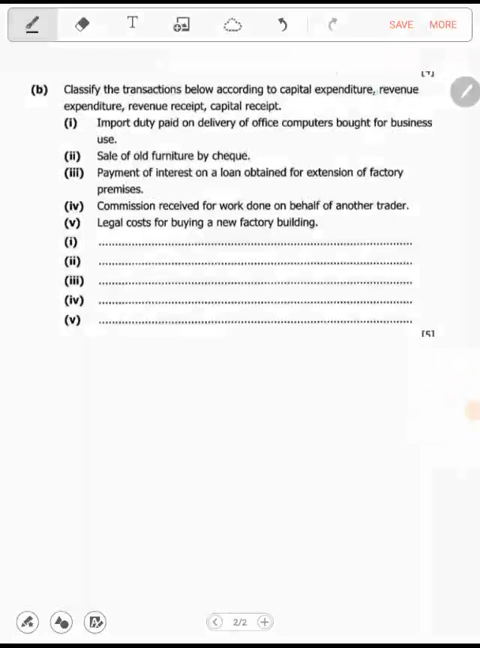 T SAVE MORE
(b) Classify the transactions below according to capital expenditure, revenue
expenditure, revenue receipt, capital receipt.
(i) Import duty paid on delivery of office computers bought for business
use.
(ii) Sale of old furniture by cheque.
(iii) Payment of interest on a loan obtained for extension of factory
premises.
(iv) Commission received for work done on behalf of another trader.
(v) Legal costs for buying a new factory building.
(i) ................................................................
(ii) ................................................................
(iii) ................................................................
(iv) ................................................................
(v) ................................................................
[5]
2/2